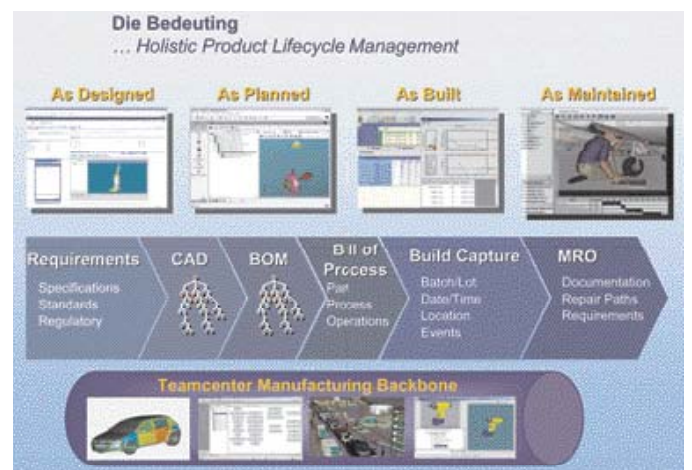 Die Bedeutung
... Holistic Product Lifecycle Management
As Designed
As Planned
As Built
As Maintained
Requirements
Specifications
Standards
Regulatory
CAD
BOM
Bill of
Process
Part
Process
Operations
Build Capture
Batch/Lot
Date/Time
Location
Events
MRO
Documentation
Repair Paths
Requirements
Teamcenter Manufacturing Backbone